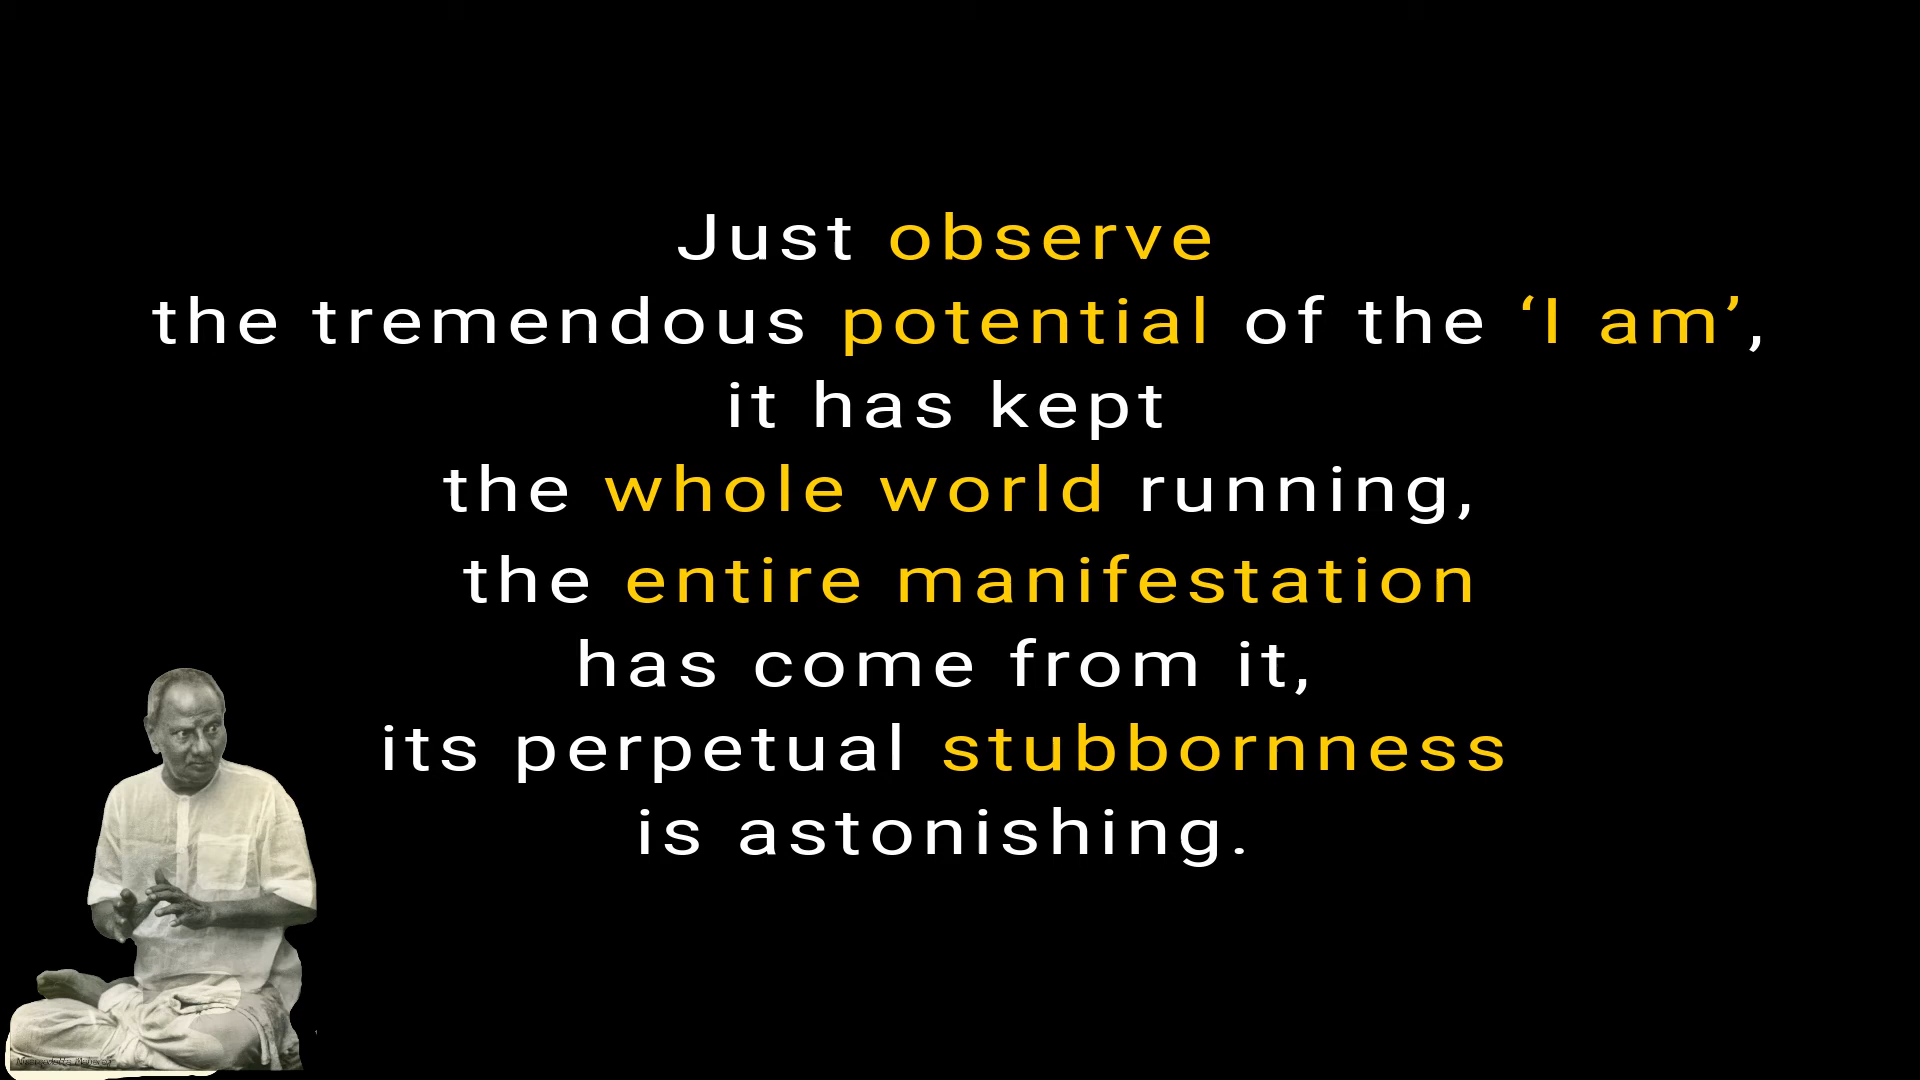 Just observe
the tremendous potential of the ‘I am’,
it has kept
the whole world running,
the entire manifestation
has come from it,
its perpetual stubbornness
is astonishing.